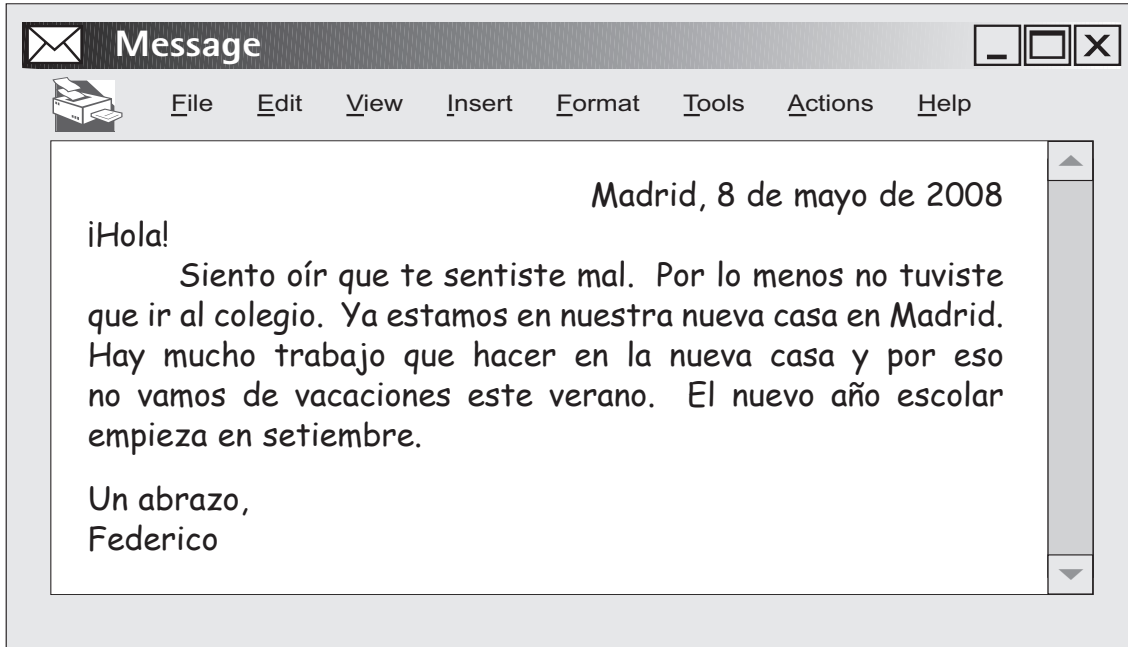 Message
File Edit View Insert Format Tools Actions Help
Madrid, 8 de mayo de 2008
¡Hola!
Siento oír que te sentiste mal. Por lo menos no tuviste
que ir al colegio. Ya estamos en nuestra nueva casa en Madrid.
Hay mucho trabajo que hacer en la nueva casa y por eso
no vamos de vacaciones este verano. El nuevo año escolar
empieza en setiembre.
Un abrazo,
Federico